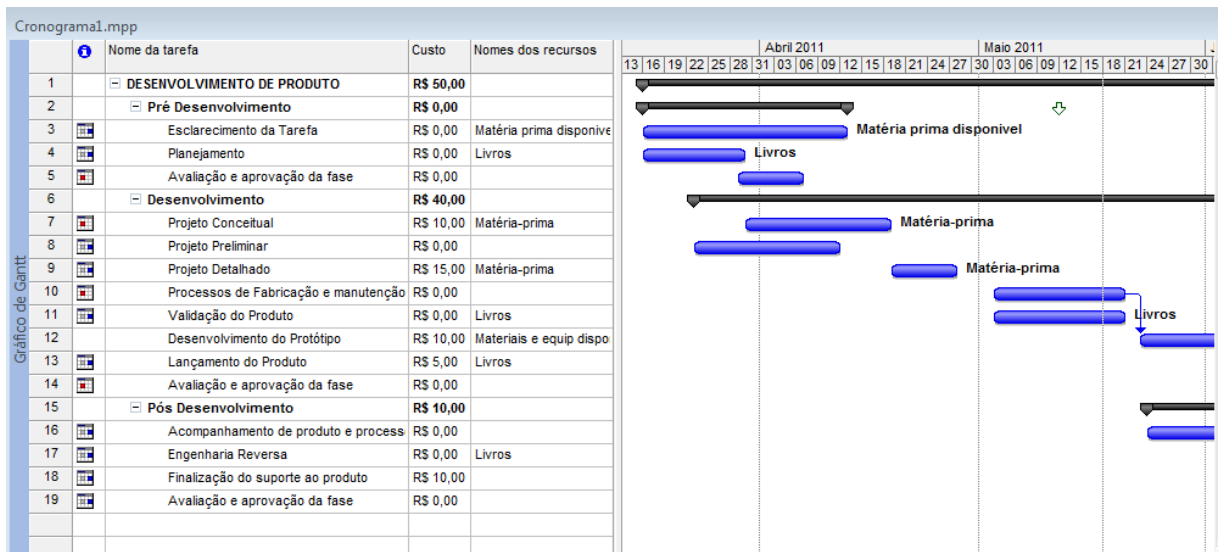 Cronograma1.mpp
Nome da tarefa Custo Nomes dos recursos
Abril 2011 Maio 2011
13 16 19 22 25 28 31 03 06 09 12 15 18 21 24 27 30 03 06 09 12 15 18 21 24 27 30
1 DESENVOLVIMENTO DE PRODUTO R$ 50,00
2 Pré Desenvolvimento R$ 0,00
3 Esclarecimento da Tarefa R$ 0,00 Matéria prima disponive Matéria prima disponivel
4 Planejamento R$ 0,00 Livros Livros
5 Avaliação e aprovação da fase R$ 0,00
6 Desenvolvimento R$ 40,00
7 Projeto Conceitual R$ 10,00 Matéria-prima Matéria-prima
8 Projeto Preliminar R$ 0,00
9 Projeto Detalhado R$ 15,00 Matéria-prima Matéria-prima
10 Processos de Fabricação e manutenção R$ 0,00
11 Validação do Produto R$ 0,00 Livros Livros
12 Desenvolvimento do Protótipo R$ 10,00 Materiais e equip dispo
13 Lançamento do Produto R$ 5,00 Livros
14 Avaliação e aprovação da fase R$ 0,00
15 Pós Desenvolvimento R$ 10,00
16 Acompanhamento de produto e process R$ 0,00
17 Engenharia Reversa R$ 0,00 Livros
18 Finalização do suporte ao produto R$ 10,00
19 Avaliação e aprovação da fase R$ 0,00
Gráfico de Gantt